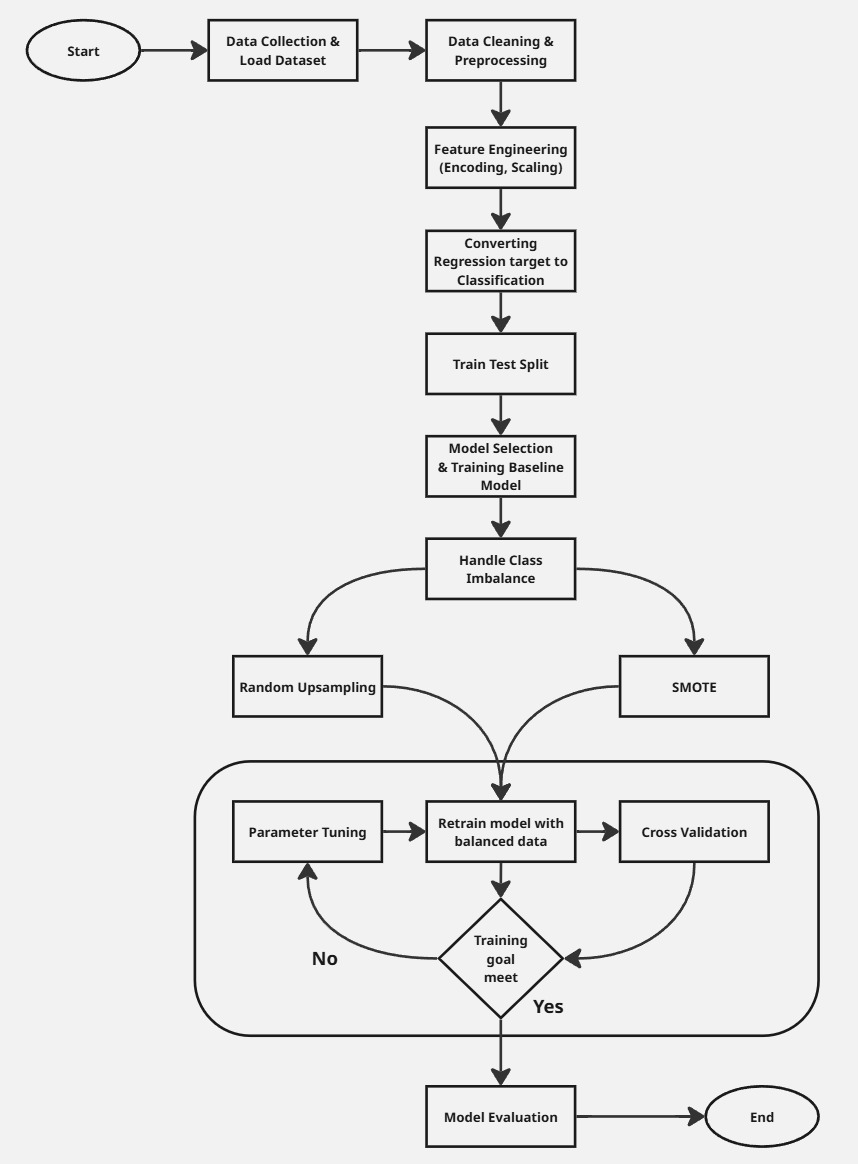 Start
Data Collection &
Load Dataset
Data Cleaning &
Preprocessing
Feature Engineering
(Encoding, Scaling)
Converting
Regression target to
Classification
Train Test Split
Model Selection
& Training Baseline
Model
Handle Class
Imbalance
Random Upsampling
SMOTE
Parameter Tuning
Retrain model with
balanced data
Cross Validation
Training
goal
meet
No
Yes
Model Evaluation
End